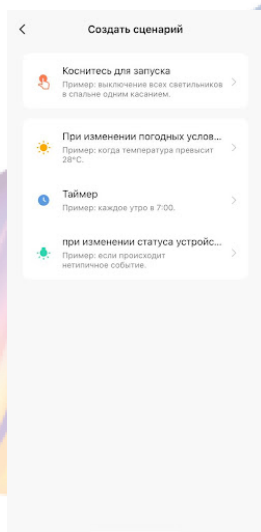 Создать сценарий
Коснитесь для запуска
Пример: выключение всех светильников
в спальне одним касанием.
При изменении погодных услов...
Пример: когда температура превысит
28°C.
Таймер
Пример: каждое утро в 7:00.
при изменении статуса устройс...
Пример: если происходит
нетипичное событие.